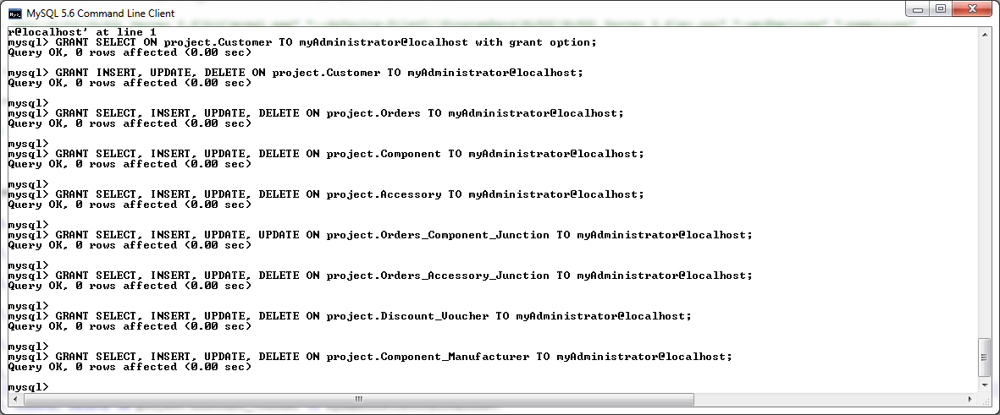 MySQL 5.6 Command Line Client
r@localhost' at line 1
mysql> GRANT SELECT ON project.Customer TO myAdministrator@localhost with grant option;
Query OK, 0 rows affected (0.00 sec)
mysql> GRANT INSERT, UPDATE, DELETE ON project.Customer TO myAdministrator@localhost;
Query OK, 0 rows affected (0.00 sec)
mysql>
mysql> GRANT SELECT, INSERT, UPDATE, DELETE ON project.Orders TO myAdministrator@localhost;
Query OK, 0 rows affected (0.00 sec)
mysql>
mysql> GRANT SELECT, INSERT, UPDATE, DELETE ON project.Component TO myAdministrator@localhost;
Query OK, 0 rows affected (0.00 sec)
mysql>
mysql> GRANT SELECT, INSERT, UPDATE, DELETE ON project.Accessory TO myAdministrator@localhost;
Query OK, 0 rows affected (0.00 sec)
mysql>
mysql> GRANT SELECT, INSERT, UPDATE, UPDATE ON project.Orders_Component_Junction TO myAdministrator@localhost;
Query OK, 0 rows affected (0.00 sec)
mysql>
mysql> GRANT SELECT, INSERT, UPDATE, DELETE ON project.Orders_Accessory_Junction TO myAdministrator@localhost;
Query OK, 0 rows affected (0.00 sec)
mysql>
mysql> GRANT SELECT, INSERT, UPDATE, DELETE ON project.Discount_Voucher TO myAdministrator@localhost;
Query OK, 0 rows affected (0.00 sec)
mysql>
mysql> GRANT SELECT, INSERT, UPDATE, DELETE ON project.Component_Manufacturer TO myAdministrator@localhost;
Query OK, 0 rows affected (0.00 sec)
mysql>